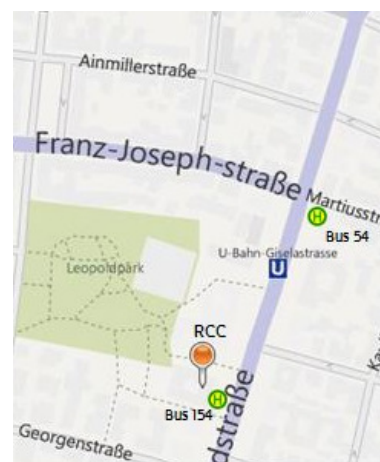 Ainmillerstraße
Franz-Joseph-straße
Martiusstr
H
Bus 54
U-Bahn-Giselastrasse
U
Leopoldpark
RCC
H
Bus 154
dstraße
Georgenstraße